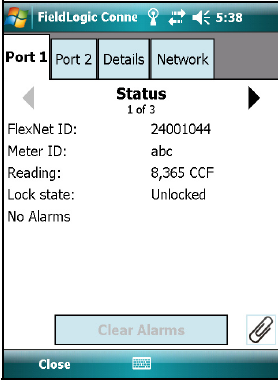 FieldLogic Conne 5:38
Port 1 Port 2 Details Network
Status
1 of 3
FlexNet ID: 24001044
Meter ID: abc
Reading: 8,365 CCF
Lock state: Unlocked
No Alarms
Clear Alarms
Close